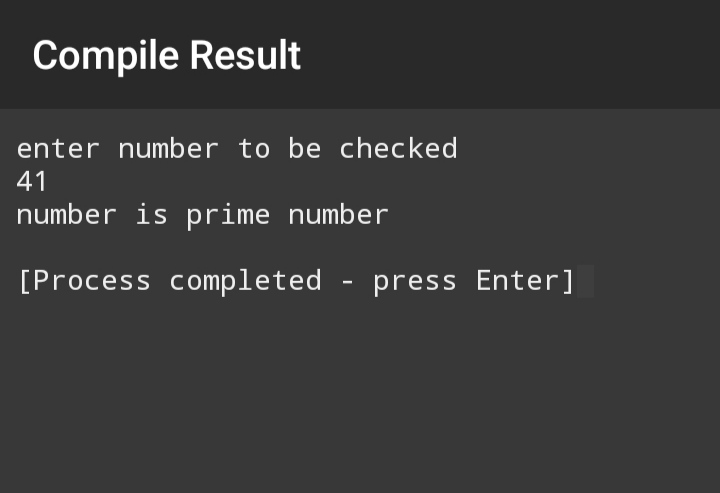 Compile Result
enter number to be checked
41
number is prime number
[Process completed - press Enter]